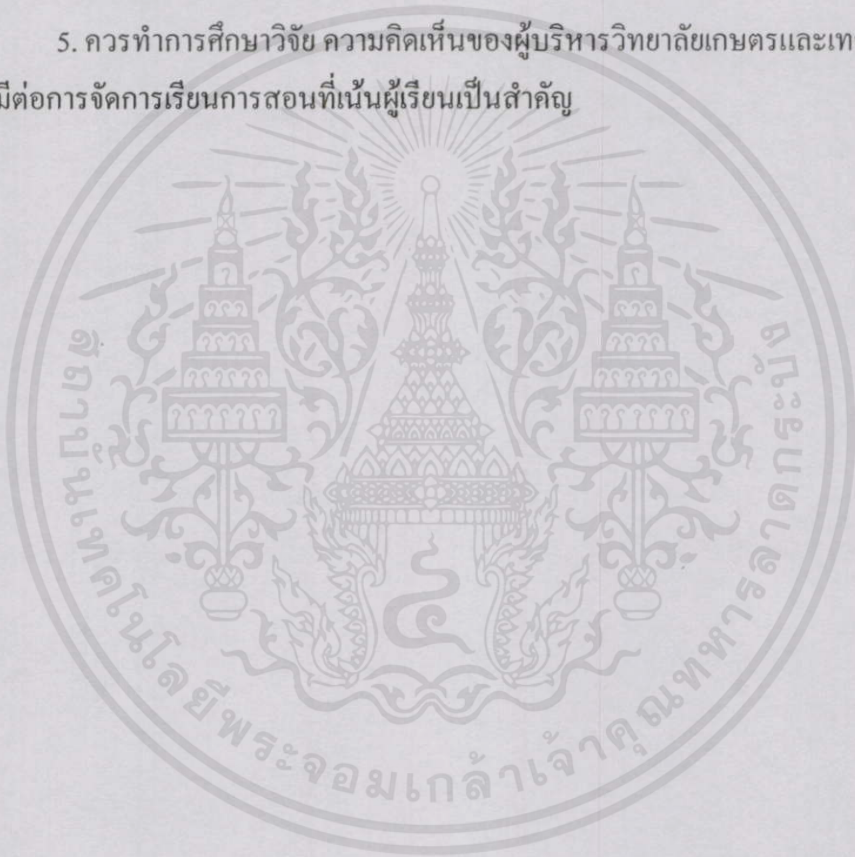 5. ควรทำการศึกษาวิจัย ความคิดเห็นของผู้บริหารวิทยาลัยเกษตรและเท
มีต่อการจัดการเรียนการสอนที่เน้นผู้เรียนเป็นสำคัญ
สถาบันเทคโนโลยีพระจอมเกล้าเจ้าคุณทหารลาดกระบัง
๔